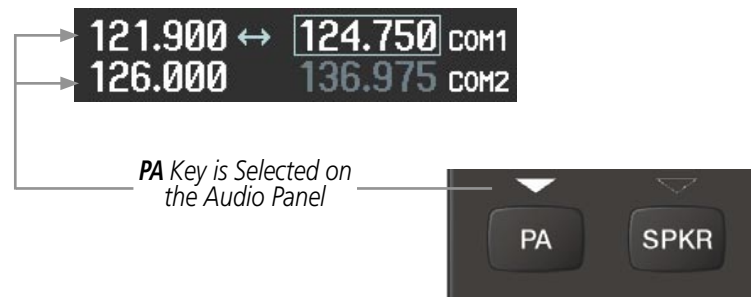 121.900 ↔ 124.750 COM1
126.000 136.975 COM2
PA Key is Selected on
the Audio Panel
PA SPKR